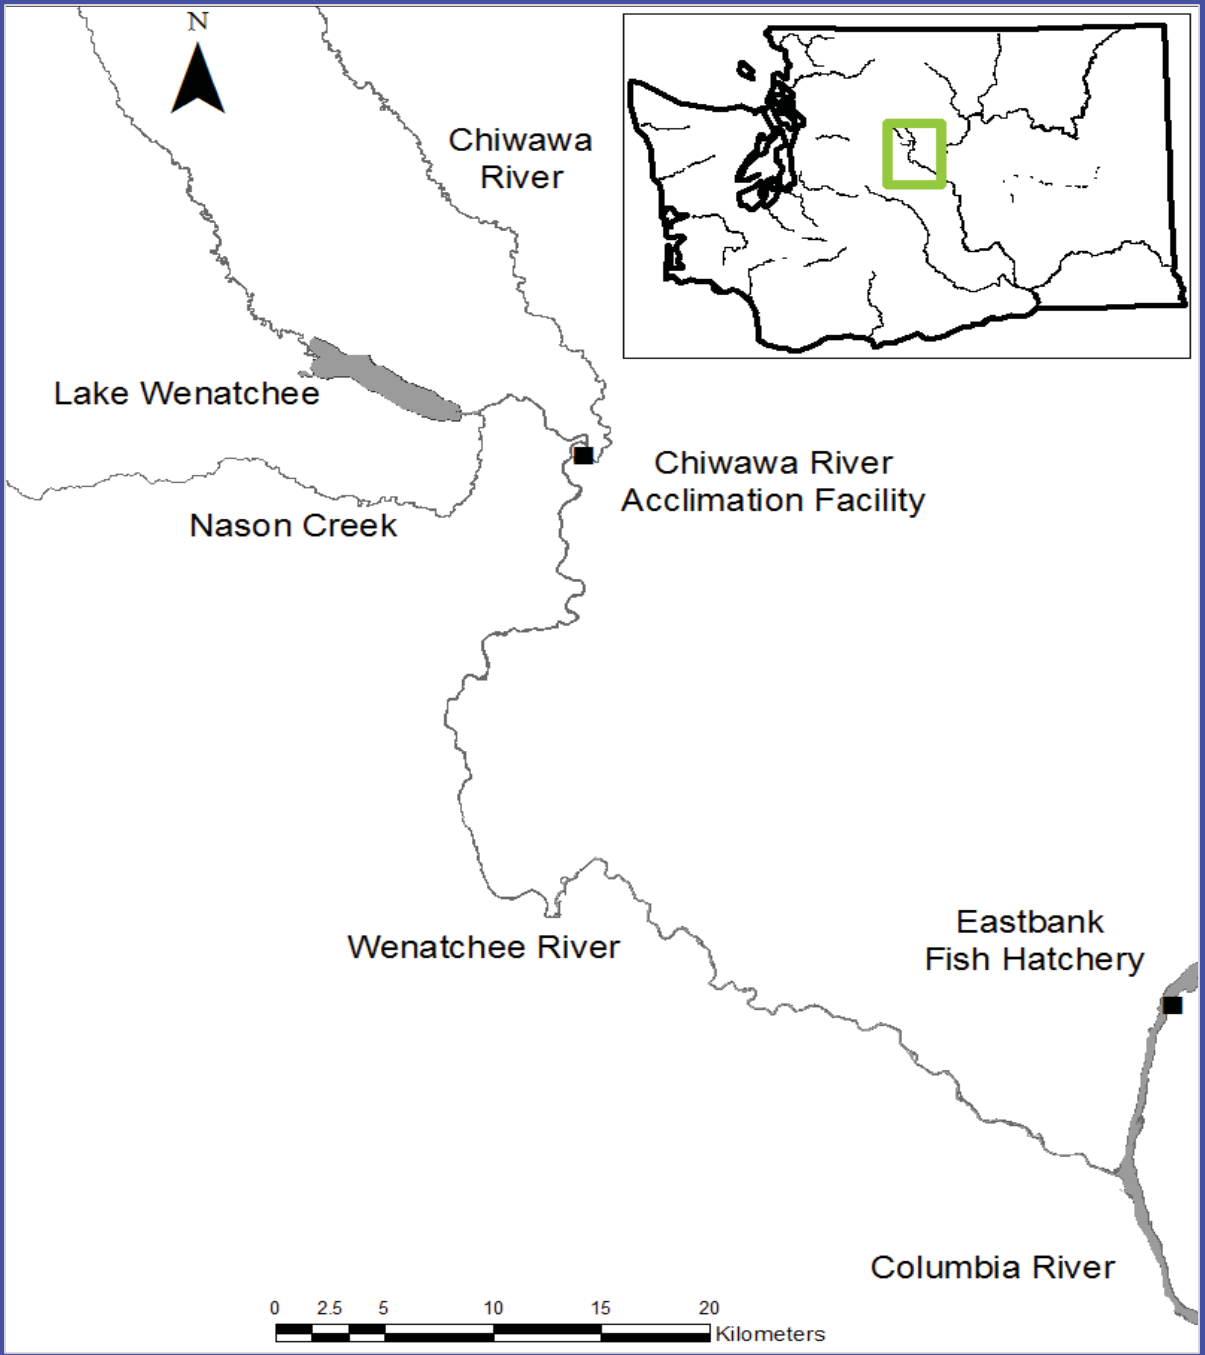 N
Chiwawa
River
Lake Wenatchee
Chiwawa River
Acclimation Facility
Nason Creek
Eastbank
Fish Hatchery
Wenatchee River
Columbia River
0 2.5 5 10 15 20
Kilometers